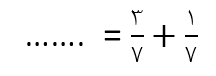 ....... = ٣/٧ + ١/٧